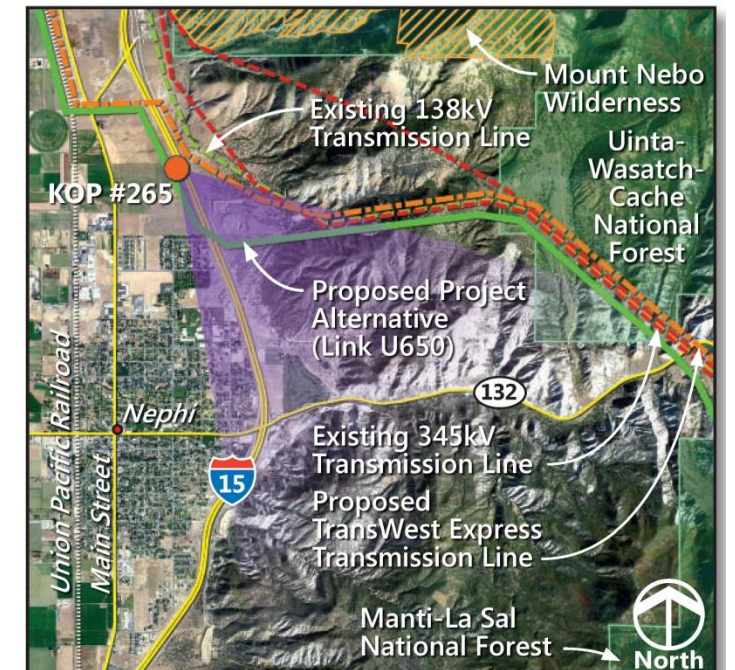 Mount Nebo
Wilderness
Existing 138kV
Transmission Line
Uinta-
Wasatch-
Cache
National
Forest
KOP #265
Proposed Project
Alternative
(Link U650)
132
Nephi
Union Pacific Railroad
Main Street
15
Existing 345kV
Transmission Line
Proposed
TransWest Express
Transmission Line
Manti-La Sal
National Forest
North